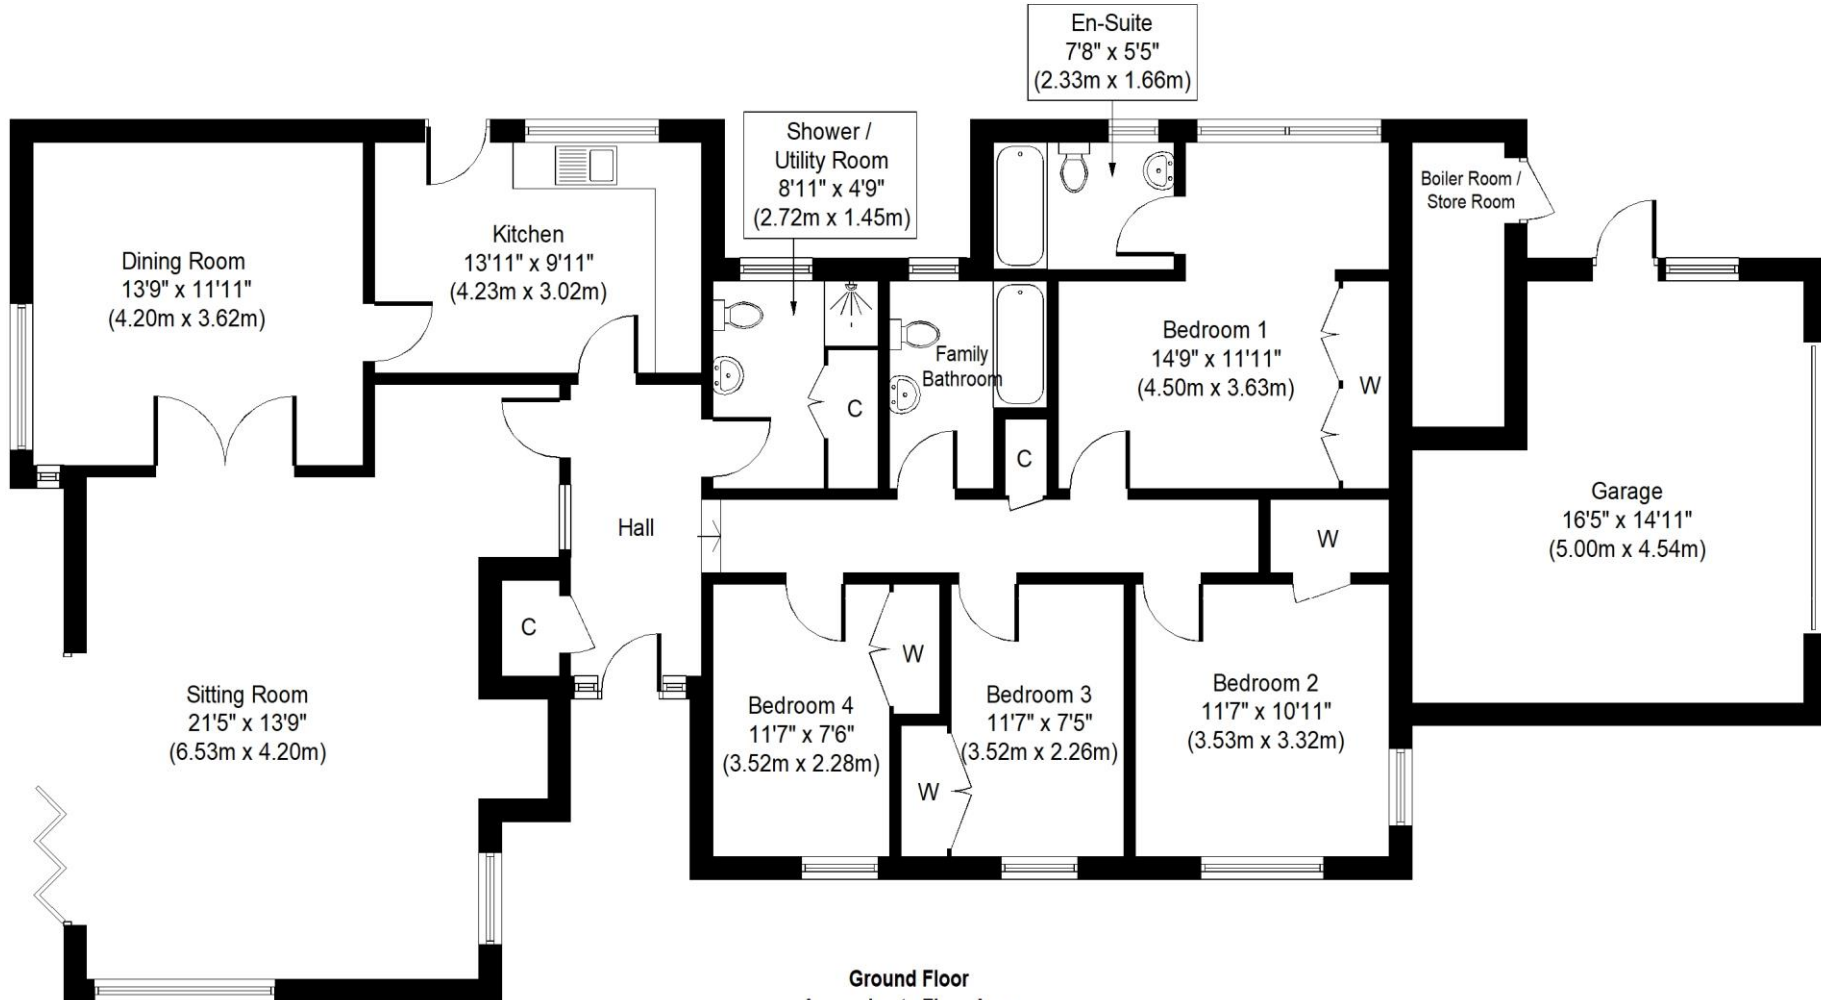 En-Suite
7'8" x 5'5"
(2.33m x 1.66m)
Shower /
Utility Room
8'11" x 4'9"
(2.72m x 1.45m)
Boiler Room /
Store Room
Kitchen
13'11" x 9'11"
(4.23m x 3.02m)
Dining Room
13'9" x 11'11"
(4.20m x 3.62m)
Bedroom 1
14'9" x 11'11"
(4.50m x 3.63m)
Family
Bathroom
W
C
C
Garage
16'5" x 14'11"
(5.00m x 4.54m)
Hall
W
C
W
Sitting Room
21'5" x 13'9"
(6.53m x 4.20m)
Bedroom 4
11'7" x 7'6"
(3.52m x 2.28m)
Bedroom 3
11'7" x 7'5"
(3.52m x 2.26m)
Bedroom 2
11'7" x 10'11"
(3.53m x 3.32m)
W
Ground Floor